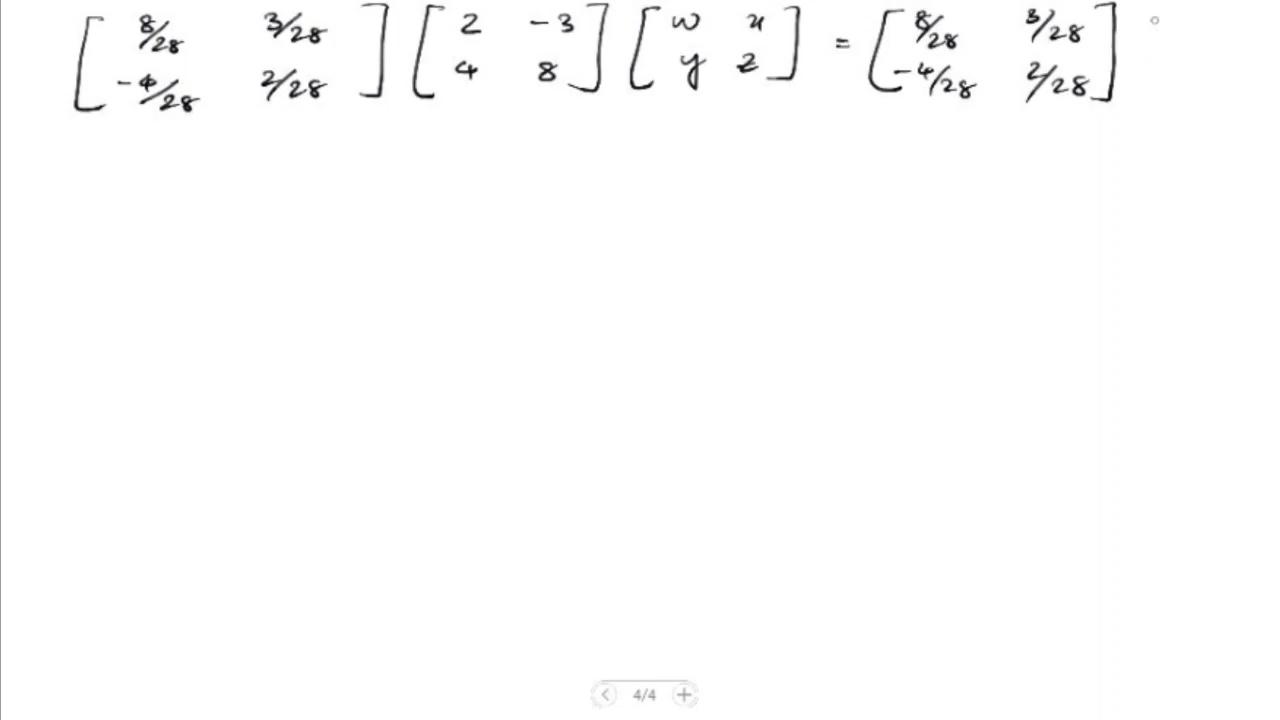 [ 8/28 3/28 ] [ 2 -3 ] [ w x ] = [ 8/28 3/28 ]
[ -4/28 2/28 ] [ 4 8 ] [ y z ] [ -4/28 2/28 ]
4/4